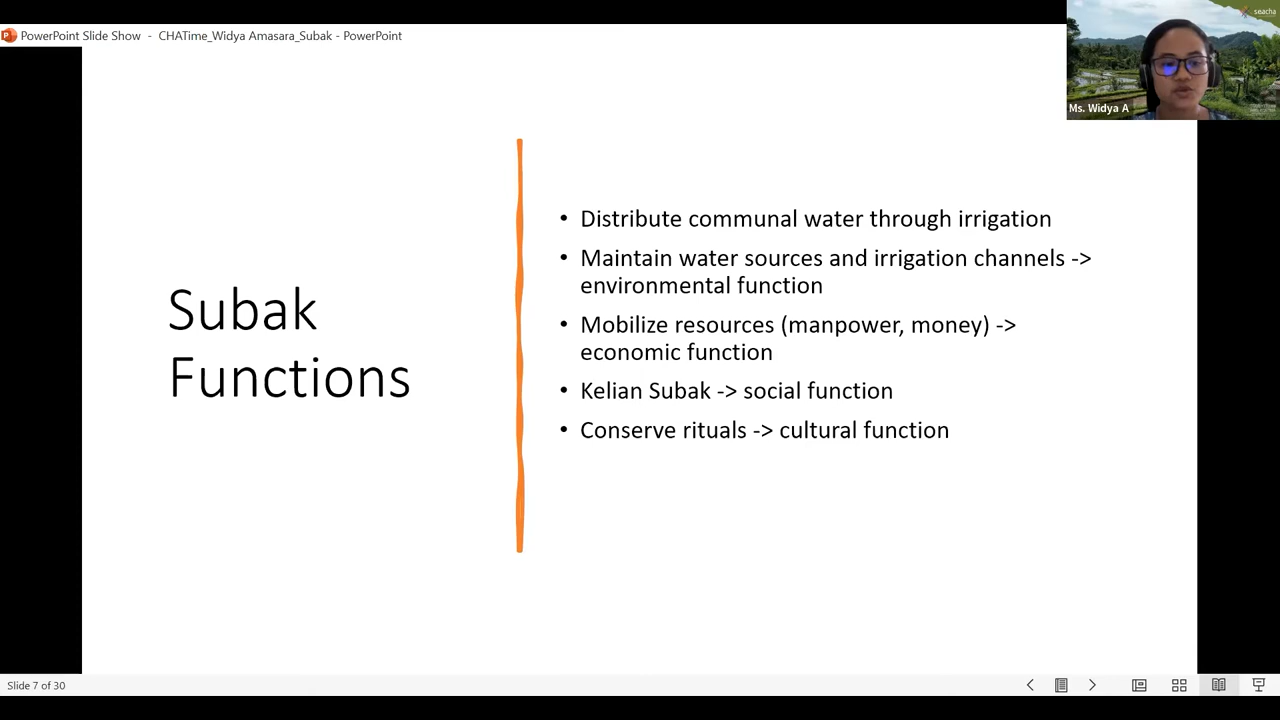 PowerPoint Slide Show - CHATime_Widya Amasara_Subak - PowerPoint
seacha
Ms. Widya A
Subak
Functions
• Distribute communal water through irrigation
• Maintain water sources and irrigation channels ->
environmental function
• Mobilize resources (manpower, money) ->
economic function
• Kelian Subak -> social function
• Conserve rituals -> cultural function
Slide 7 of 30